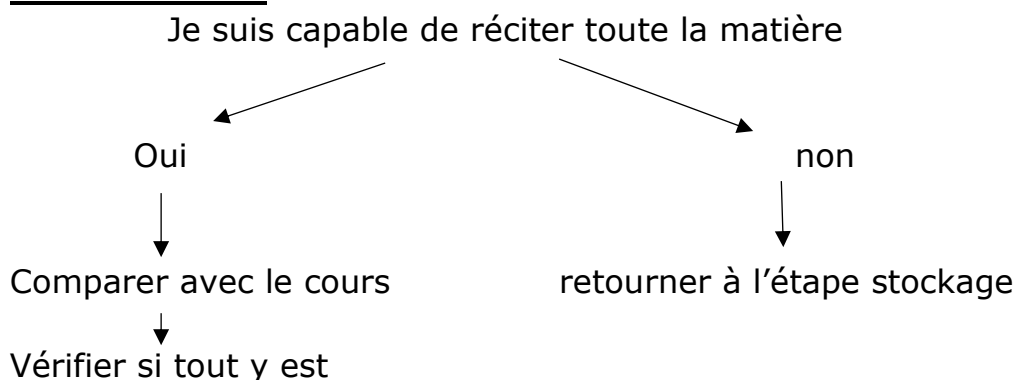 Je suis capable de réciter toute la matière
Oui non
Comparer avec le cours retourner à l’étape stockage
Vérifier si tout y est